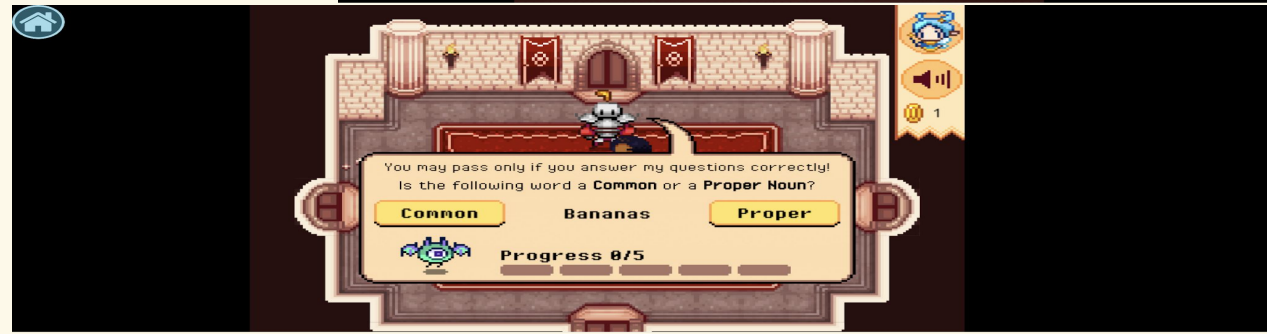 1
You may pass only if you answer my questions correctly!
Is the following word a Common or a Proper Noun?
Common Bananas Proper
Progress 0/5